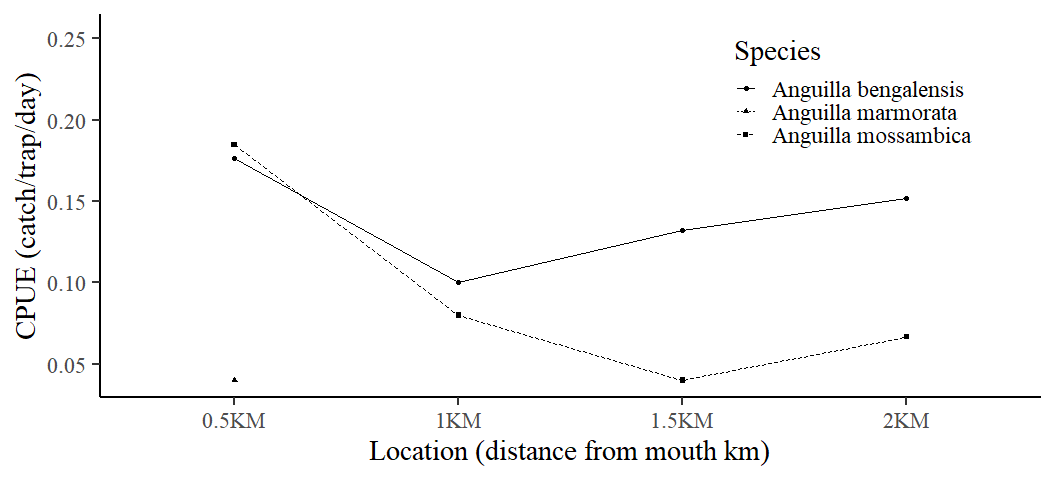 CPUE (catch/trap/day)
0.25
0.20
0.15
0.10
0.05
Species
Anguilla bengalensis
Anguilla marmorata
Anguilla mossambica
0.5KM 1KM 1.5KM 2KM
Location (distance from mouth km)